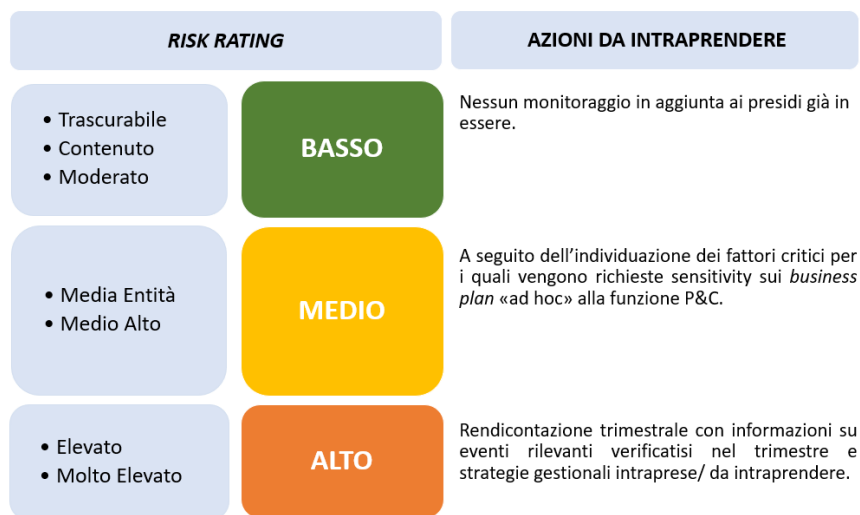 RISK RATING
AZIONI DA INTRAPRENDERE
• Trascurabile
• Contenuto
• Moderato
BASSO
Nessun monitoraggio in aggiunta ai presidi già in
essere.
• Media Entità
• Medio Alto
MEDIO
A seguito dell’individuazione dei fattori critici per
i quali vengono richieste sensitivity sui business
plan «ad hoc» alla funzione P&C.
• Elevato
• Molto Elevato
ALTO
Rendicontazione trimestrale con informazioni su
eventi rilevanti verificatisi nel trimestre e
strategie gestionali intraprese/ da intraprendere.